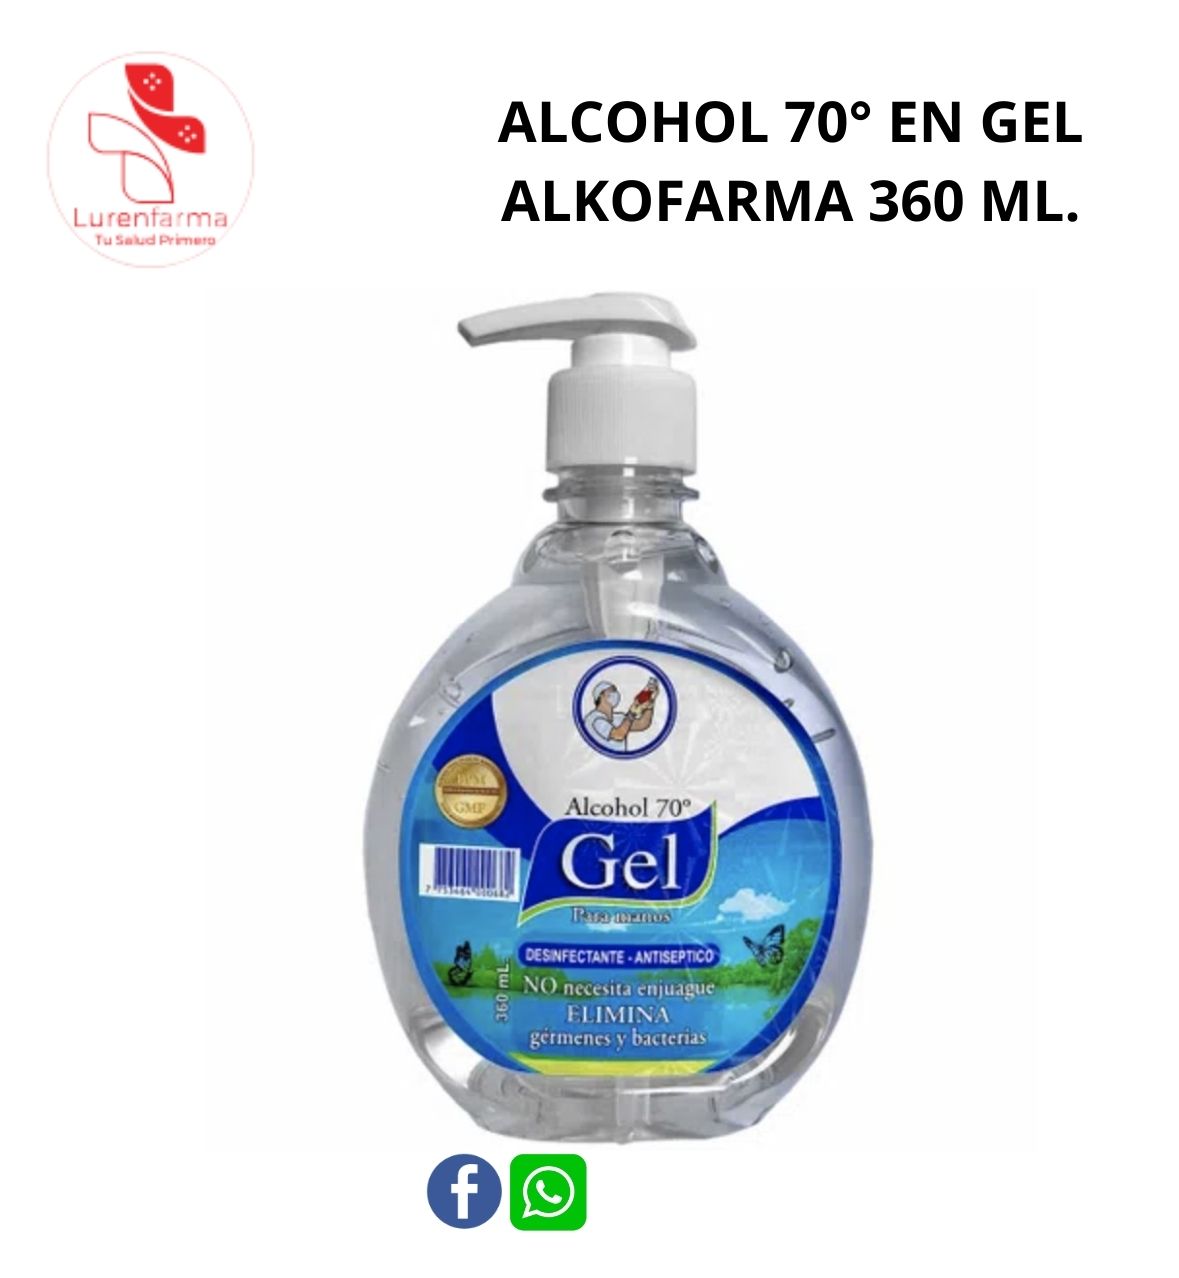 ALCOHOL 70° EN GEL
ALKOFARMA 360 ML.
Lurenfarma
Tu Salud Primero
Alcohol 70°
Gel
Para manos
DESINFECTANTE - ANTISEPTICO
NO necesita enjuague
ELIMINA
gérmenes y bacterias
360 mL.
BPM
GMP